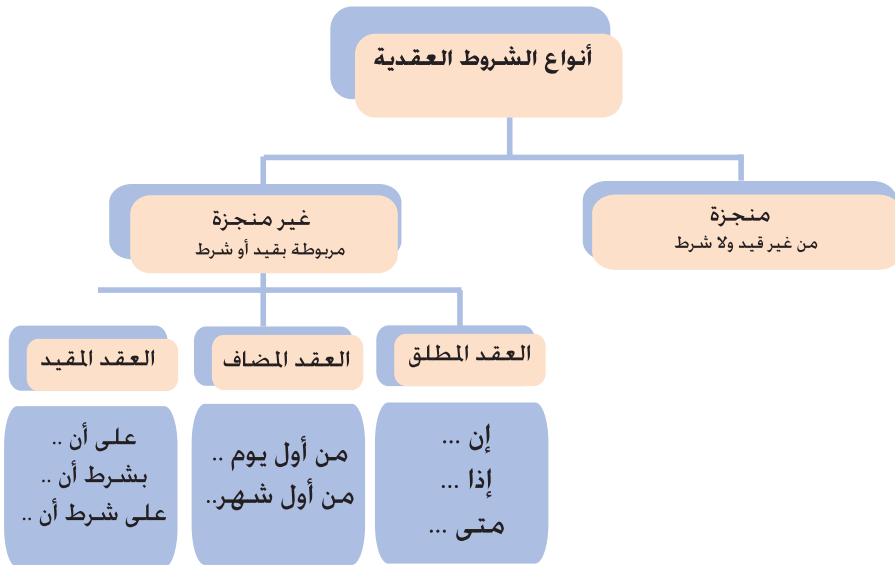 أنواع الشروط العقدية
منجزة
من غير قيد ولا شرط
غير منجزة
مربوطة بقيد أو شرط
العقد المطلق
إن ...
إذا ...
متى ...
العقد المضاف
من أول يوم ..
من أول شهر..
العقد المقيد
على أن ..
بشرط أن ..
على شرط أن ..